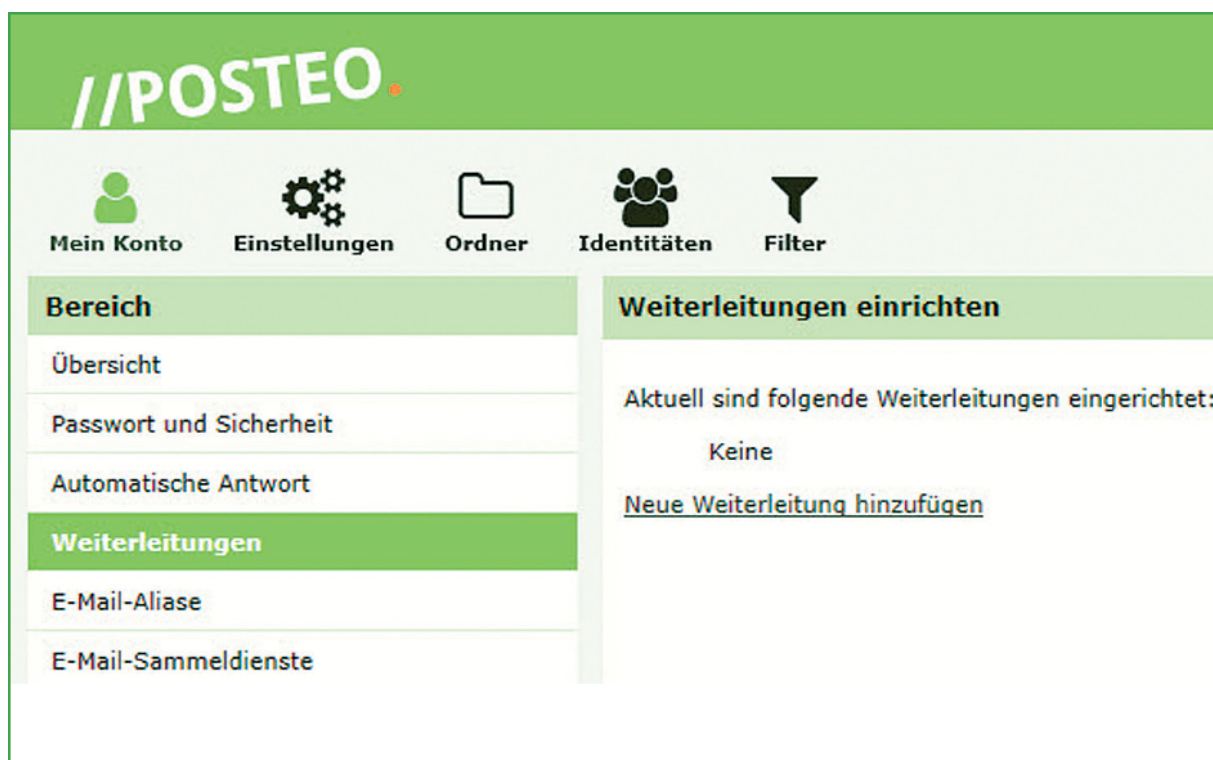 //POSTEO.
Mein Konto Einstellungen Ordner Identitäten Filter
Bereich
Übersicht
Passwort und Sicherheit
Automatische Antwort
Weiterleitungen
E-Mail-Aliase
E-Mail-Sammeldienste
Weiterleitungen einrichten
Aktuell sind folgende Weiterleitungen eingerichtet:
Keine
Neue Weiterleitung hinzufügen